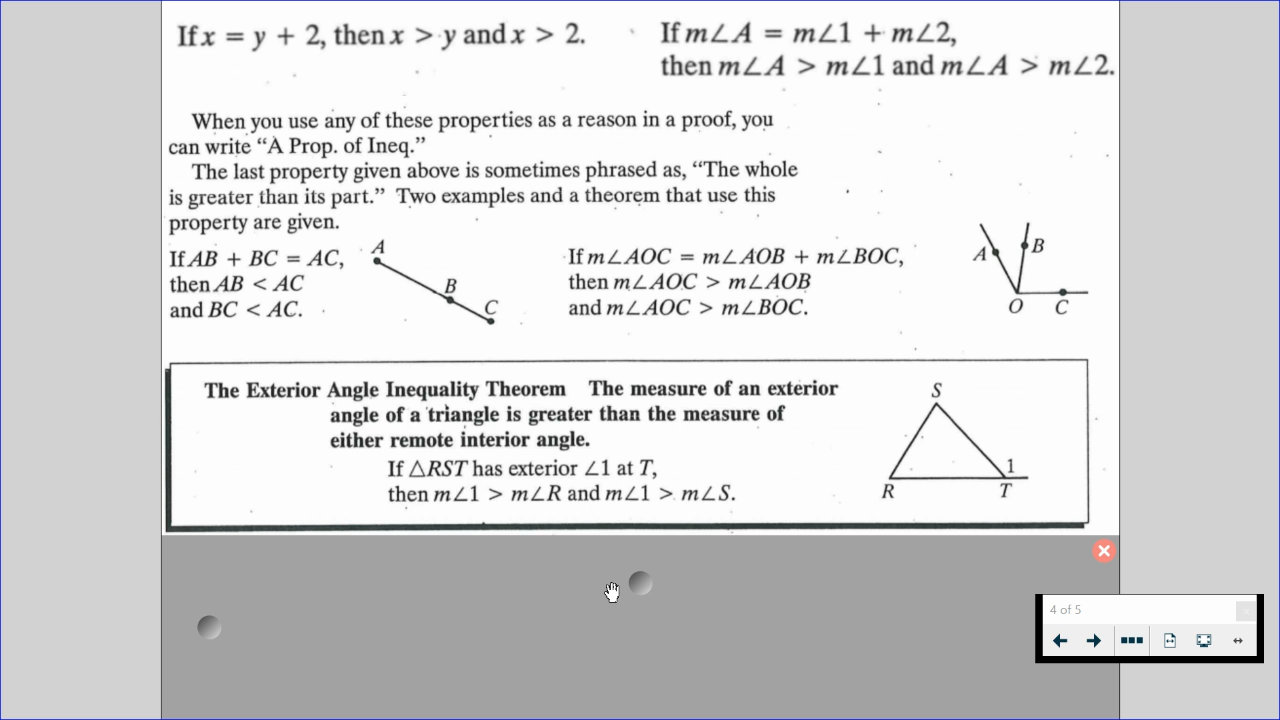 If x = y + 2, then x > y and x > 2.
If m∠A = m∠1 + m∠2,
then m∠A > m∠1 and m∠A > m∠2.
When you use any of these properties as a reason in a proof, you
can write “A Prop. of Ineq.”
The last property given above is sometimes phrased as, “The whole
is greater than its part.” Two examples and a theorem that use this
property are given.
If AB + BC = AC,
then AB < AC
and BC < AC.
A
B
C
If m∠AOC = m∠AOB + m∠BOC,
then m∠AOC > m∠AOB
and m∠AOC > m∠BOC.
A
B
O
C
The Exterior Angle Inequality Theorem The measure of an exterior
angle of a triangle is greater than the measure of
either remote interior angle.
If △RST has exterior ∠1 at T,
then m∠1 > m∠R and m∠1 > m∠S.
S
1
R
T
4 of 5